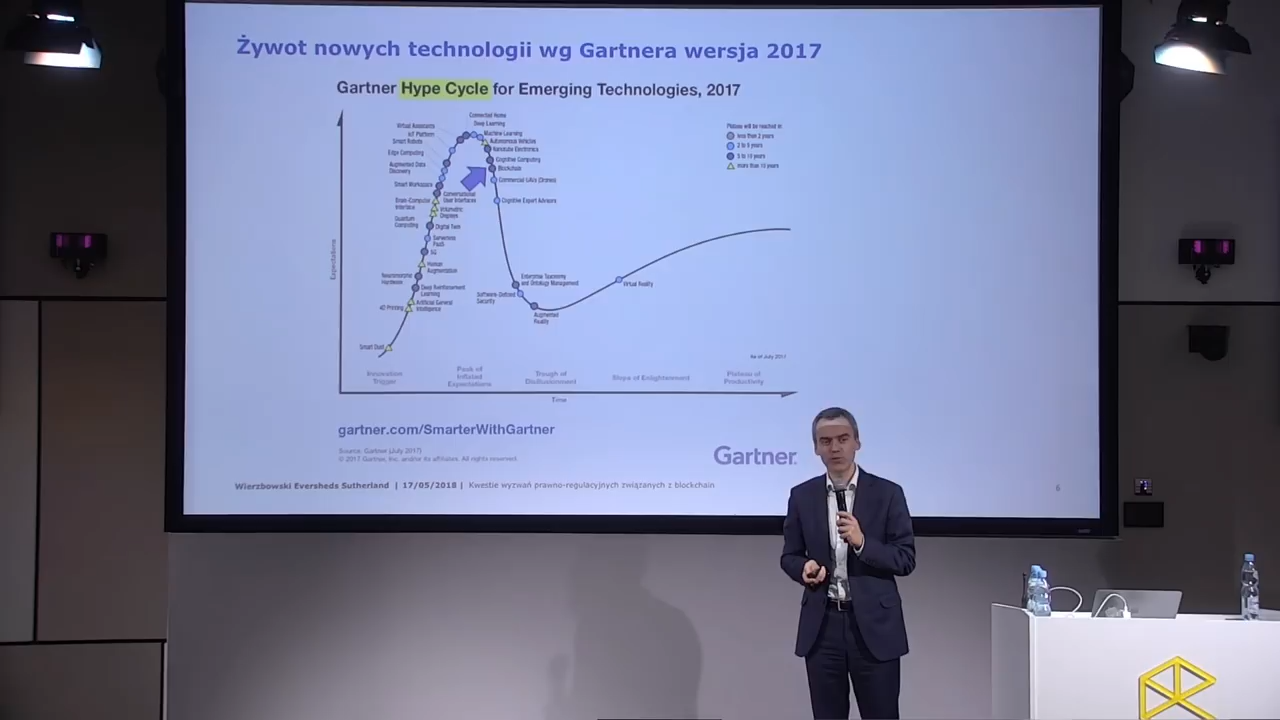 Żywot nowych technologii wg Gartnera wersja 2017
Gartner Hype Cycle for Emerging Technologies, 2017
Connected Home
Deep Learning
Virtual Assistants
Machine Learning
IoT Platform
Autonomous Vehicles
Smart Robots
Nanotube Electronics
Edge Computing
Cognitive Computing
Augmented Data
Discovery
Blockchain
Commercial UAVs (Drones)
Smart Workspace
Conversational
User Interfaces
Cognitive Expert Advisors
Brain-Computer
Interface
Volumetric
Displays
Quantum
Computing
Digital Twin
Serverless
PaaS
5G
Human
Augmentation
Neuromorphic
Hardware
Deep Reinforcement
Learning
Artificial General
Intelligence
4D Printing
Smart Dust
Enterprise Taxonomy
and Ontology Management
Software-Defined
Security
Augmented
Reality
Virtual Reality
Plateau will be reached in:
less than 2 years
2 to 5 years
5 to 10 years
more than 10 years
Expectations
As of July 2017
Innovation
Trigger
Peak of
Inflated
Expectations
Trough of
Disillusionment
Slope of Enlightenment
Plateau of
Productivity
Time
gartner.com/SmarterWithGartner
Source: Gartner (July 2017)
© 2017 Gartner, Inc. and/or its affiliates. All rights reserved.
Gartner.
Wierzbowski Eversheds Sutherland | 17/05/2018 | Kwestie wyzwań prawno-regulacyjnych związanych z blockchain
6